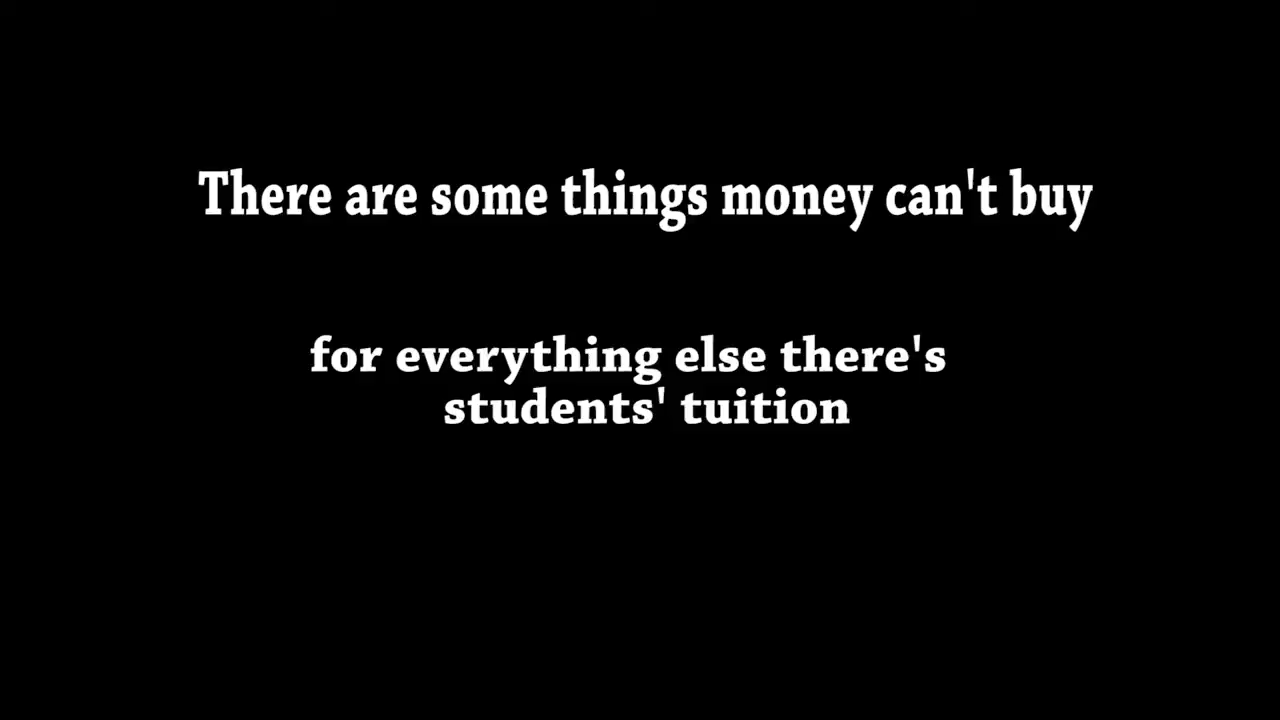 There are some things money can't buy
for everything else there's
students' tuition